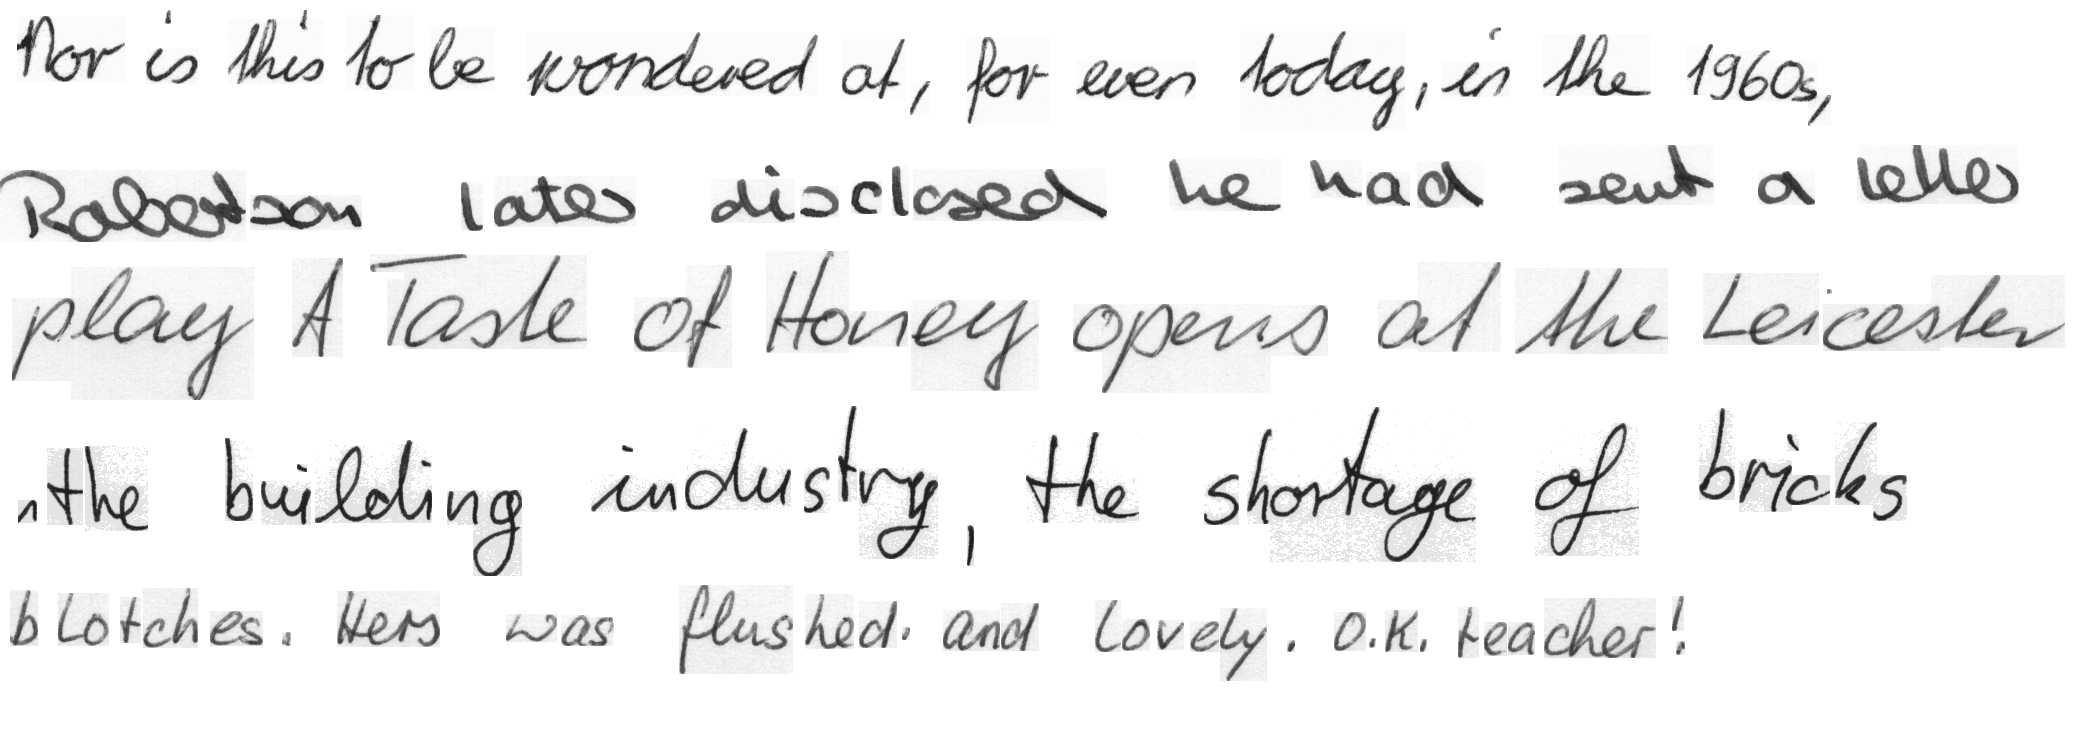 Nor is this to be wondered at, for even today, in the 1960s,
Robertson later disclosed he had sent a letter
play A Taste of Honey opens at the Leicester
the building industry, the shortage of bricks
blotches. Hers was flushed and lovely. O.K. teacher!